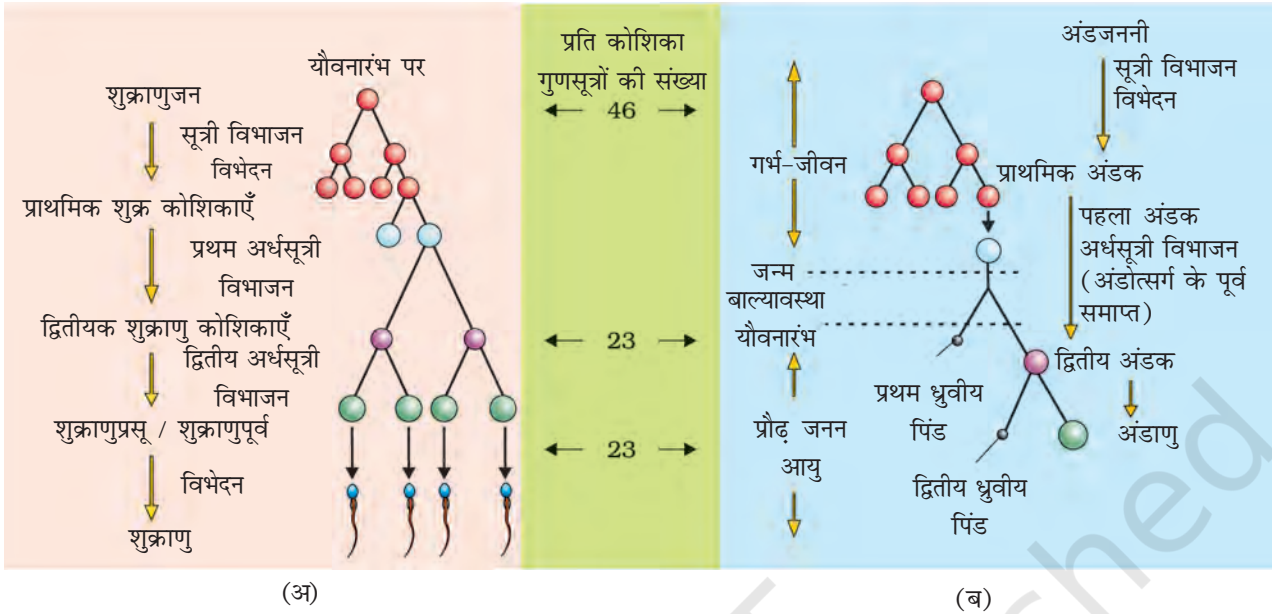 यौवनारंभ पर
शुक्राणुजन
सूत्री विभाजन
विभेदन
प्राथमिक शुक्र कोशिकाएँ
प्रथम अर्धसूत्री
विभाजन
द्वितीयक शुक्राणु कोशिकाएँ
द्वितीय अर्धसूत्री
विभाजन
शुक्राणुप्रसू / शुक्राणुपूर्व
विभेदन
शुक्राणु
(अ)
प्रति कोशिका
गुणसूत्रों की संख्या
46
23
23
गर्भ-जीवन
जन्म
बाल्यावस्था
यौवनारंभ
प्रौढ़ जनन
आयु
अंडजननी
सूत्री विभाजन
विभेदन
प्राथमिक अंडक
पहला अंडक
अर्धसूत्री विभाजन
(अंडोत्सर्ग के पूर्व
समाप्त)
द्वितीय अंडक
प्रथम ध्रुवीय
पिंड
अंडाणु
द्वितीय ध्रुवीय
पिंड
(ब)